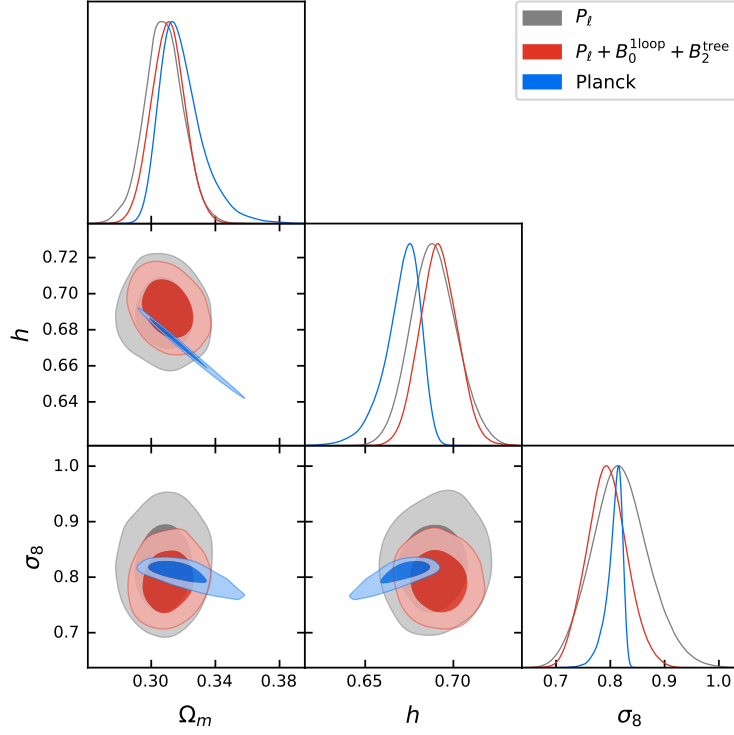 P_ℓ
P_ℓ + B_0^{1loop} + B_2^{tree}
Planck
0.72
0.70
0.68
0.66
0.64
h
1.0
0.9
0.8
0.7
σ_8
0.30 0.34 0.38
0.65 0.70
0.7 0.8 0.9 1.0
Ω_m
h
σ_8